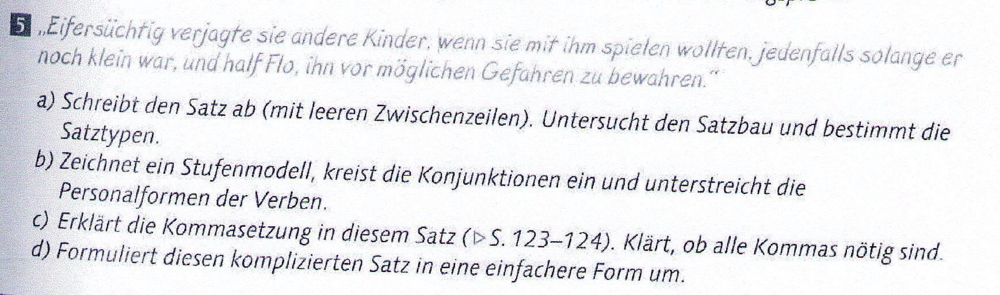 5 „Eifersüchtig verjagte sie andere Kinder, wenn sie mit ihm spielen wollten, jedenfalls solange er
noch klein war, und half Flo, ihn vor möglichen Gefahren zu bewahren.“
a) Schreibt den Satz ab (mit leeren Zwischenzeilen). Untersucht den Satzbau und bestimmt die
Satztypen.
b) Zeichnet ein Stufenmodell, kreist die Konjunktionen ein und unterstreicht die
Personalformen der Verben.
c) Erklärt die Kommasetzung in diesem Satz (▷ S. 123–124). Klärt, ob alle Kommas nötig sind.
d) Formuliert diesen komplizierten Satz in eine einfachere Form um.